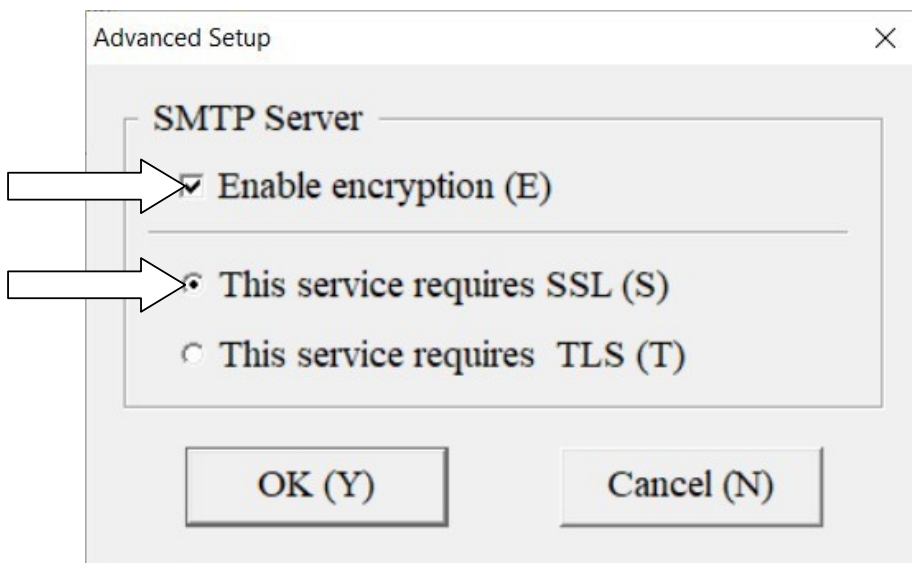 Advanced Setup
SMTP Server
Enable encryption (E)
This service requires SSL (S)
This service requires TLS (T)
OK (Y)
Cancel (N)